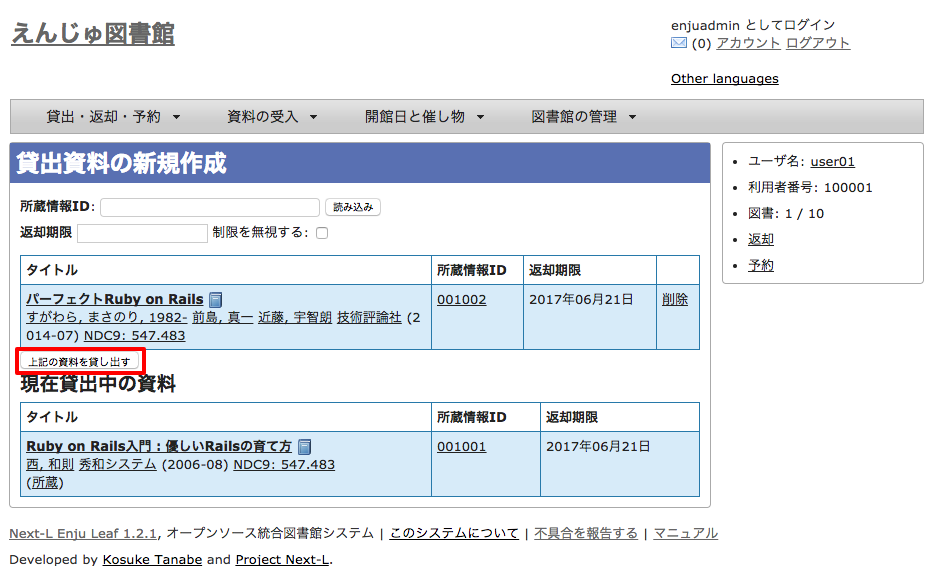 えんじゅ図書館
enjuadmin としてログイン
(0) アカウント ログアウト
Other languages
貸出・返却・予約 ▼ 資料の受入 ▼ 開館日と催し物 ▼ 図書館の管理 ▼
貸出資料の新規作成
所蔵情報ID: 読み込み
返却期限 制限を無視する:
タイトル 所蔵情報ID 返却期限
パーフェクトRuby on Rails 001002 2017年06月21日 削除
すがわら, まさのり, 1982- 前島, 真一 近藤, 宇智朗 技術評論社 (2
014-07) NDC9: 547.483
上記の資料を貸し出す
現在貸出中の資料
タイトル 所蔵情報ID 返却期限
Ruby on Rails入門 : 優しいRailsの育て方 001001 2017年06月21日
西, 和則 秀和システム (2006-08) NDC9: 547.483
(所蔵)
• ユーザ名: user01
• 利用者番号: 100001
• 図書: 1 / 10
• 返却
• 予約
Next-L Enju Leaf 1.2.1, オープンソース統合図書館システム | このシステムについて | 不具合を報告する | マニュアル
Developed by Kosuke Tanabe and Project Next-L.